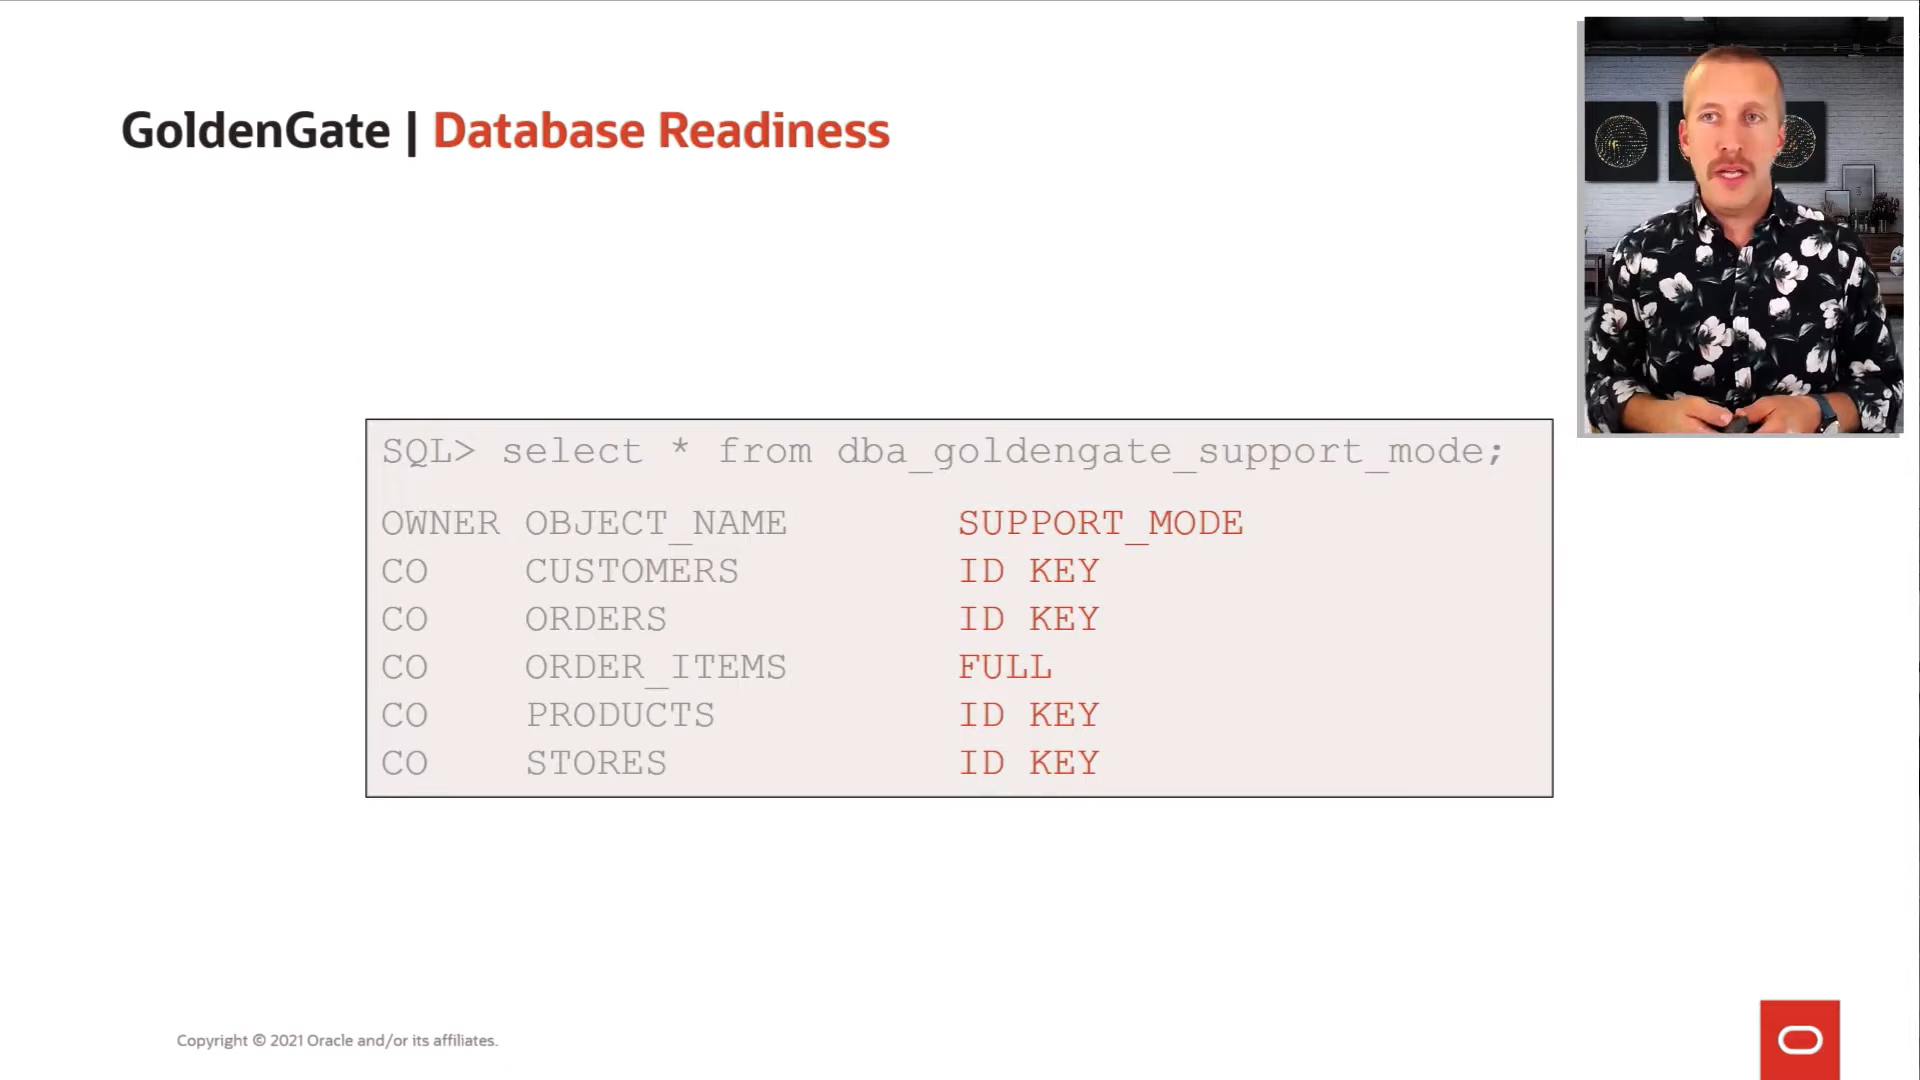 GoldenGate | Database Readiness
SQL> select * from dba_goldengate_support_mode;
OWNER OBJECT_NAME SUPPORT_MODE
CO CUSTOMERS ID KEY
CO ORDERS ID KEY
CO ORDER_ITEMS FULL
CO PRODUCTS ID KEY
CO STORES ID KEY
Copyright © 2021 Oracle and/or its affiliates.